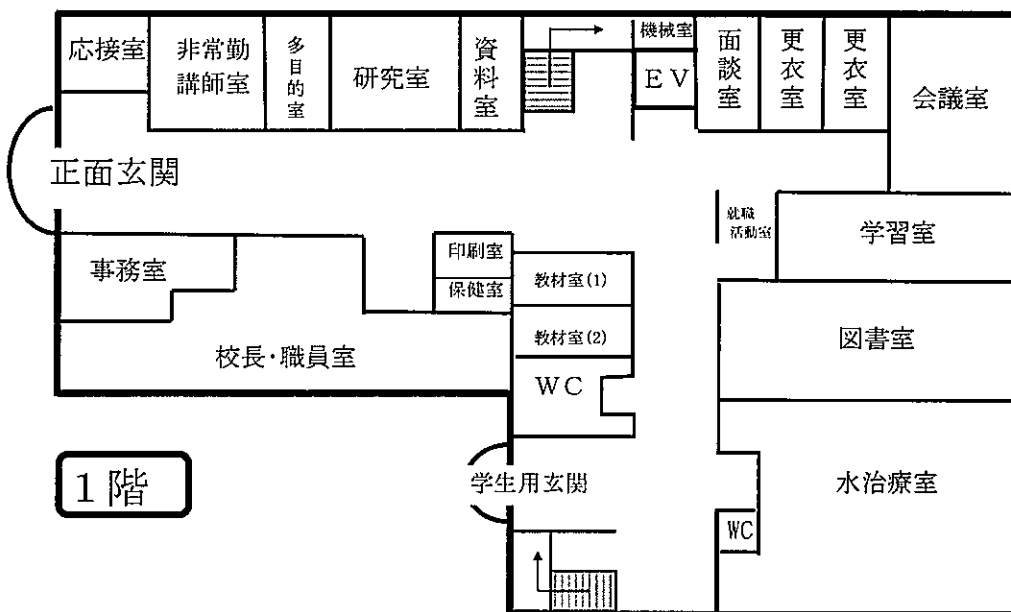 応接室
非常勤
講師室
多目的室
研究室
資料室
機械室
ＥＶ
面談室
更衣室
更衣室
会議室
正面玄関
就職
活動室
学習室
事務室
印刷室
保健室
教材室(1)
教材室(2)
図書室
校長・職員室
ＷＣ
１階
学生用玄関
水治療室
WC